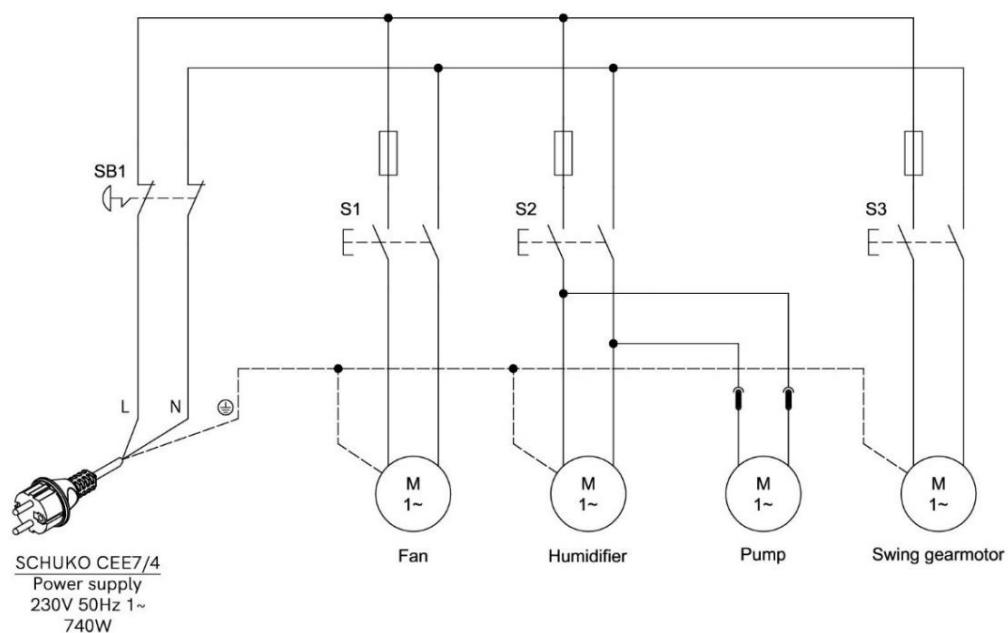 SB1
S1
S2
S3
L N
M
1~
M
1~
M
1~
M
1~
Fan
Humidifier
Pump
Swing gearmotor
SCHUKO CEE7/4
Power supply
230V 50Hz 1~
740W